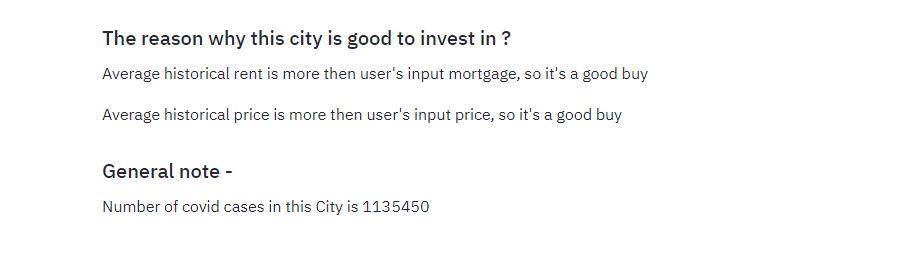 The reason why this city is good to invest in ?
Average historical rent is more then user's input mortgage, so it's a good buy
Average historical price is more then user's input price, so it's a good buy
General note -
Number of covid cases in this City is 1135450